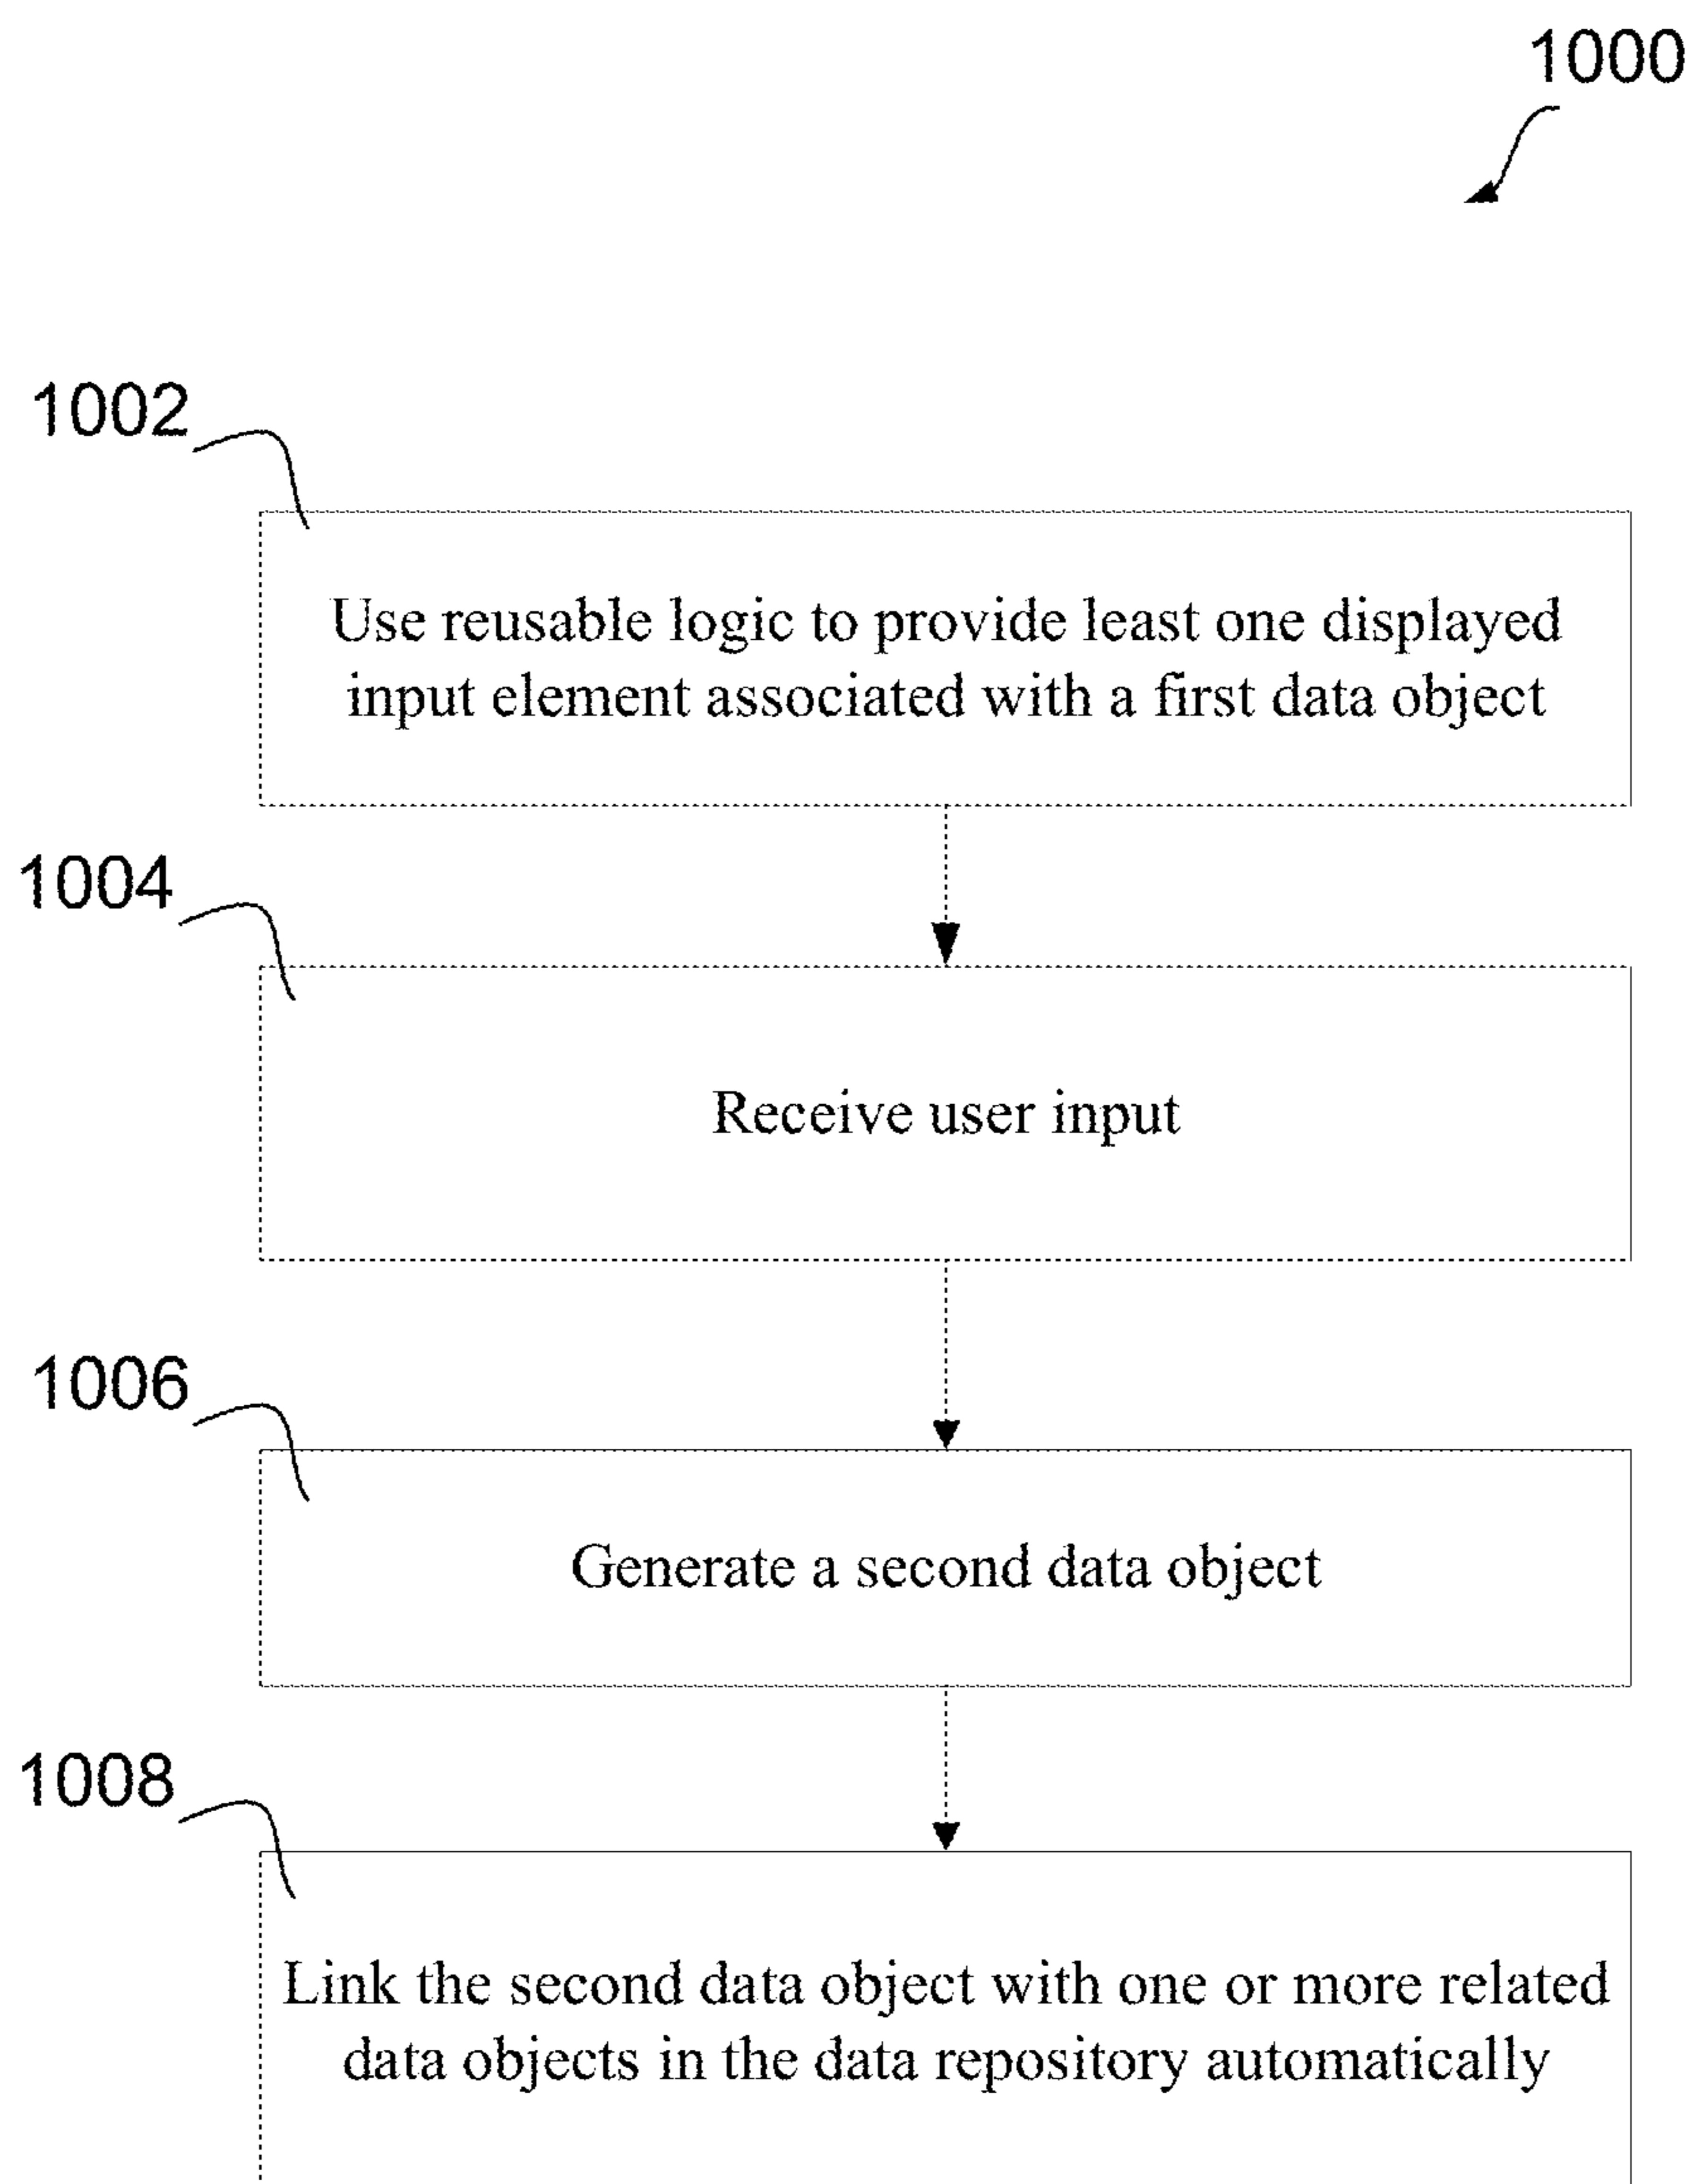 1000
1002
Use reusable logic to provide least one displayed
input element associated with a first data object
1004
Receive user input
1006
Generate a second data object
1008
Link the second data object with one or more related
data objects in the data repository automatically